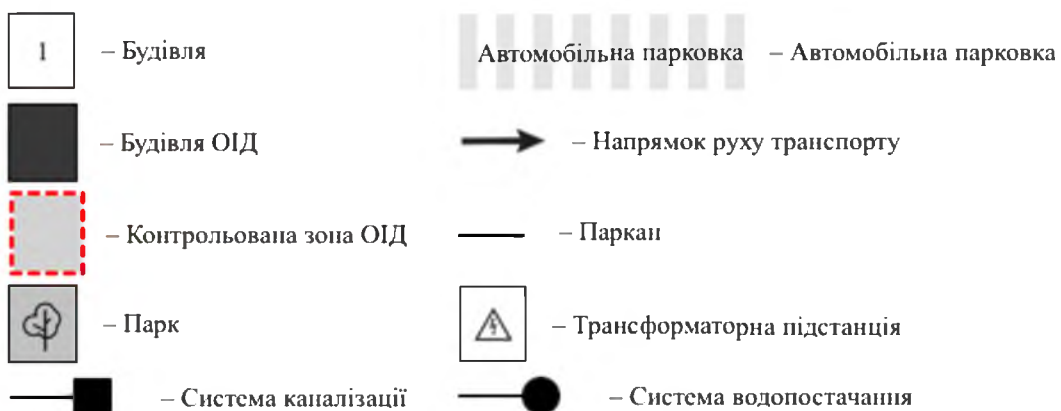 1 – Будівля
Автомобільна парковка – Автомобільна парковка
– Будівля ОІД
– Напрямок руху транспорту
– Контрольована зона ОІД
– Паркан
– Парк
– Трансформаторна підстанція
– Система каналізації
– Система водопостачання